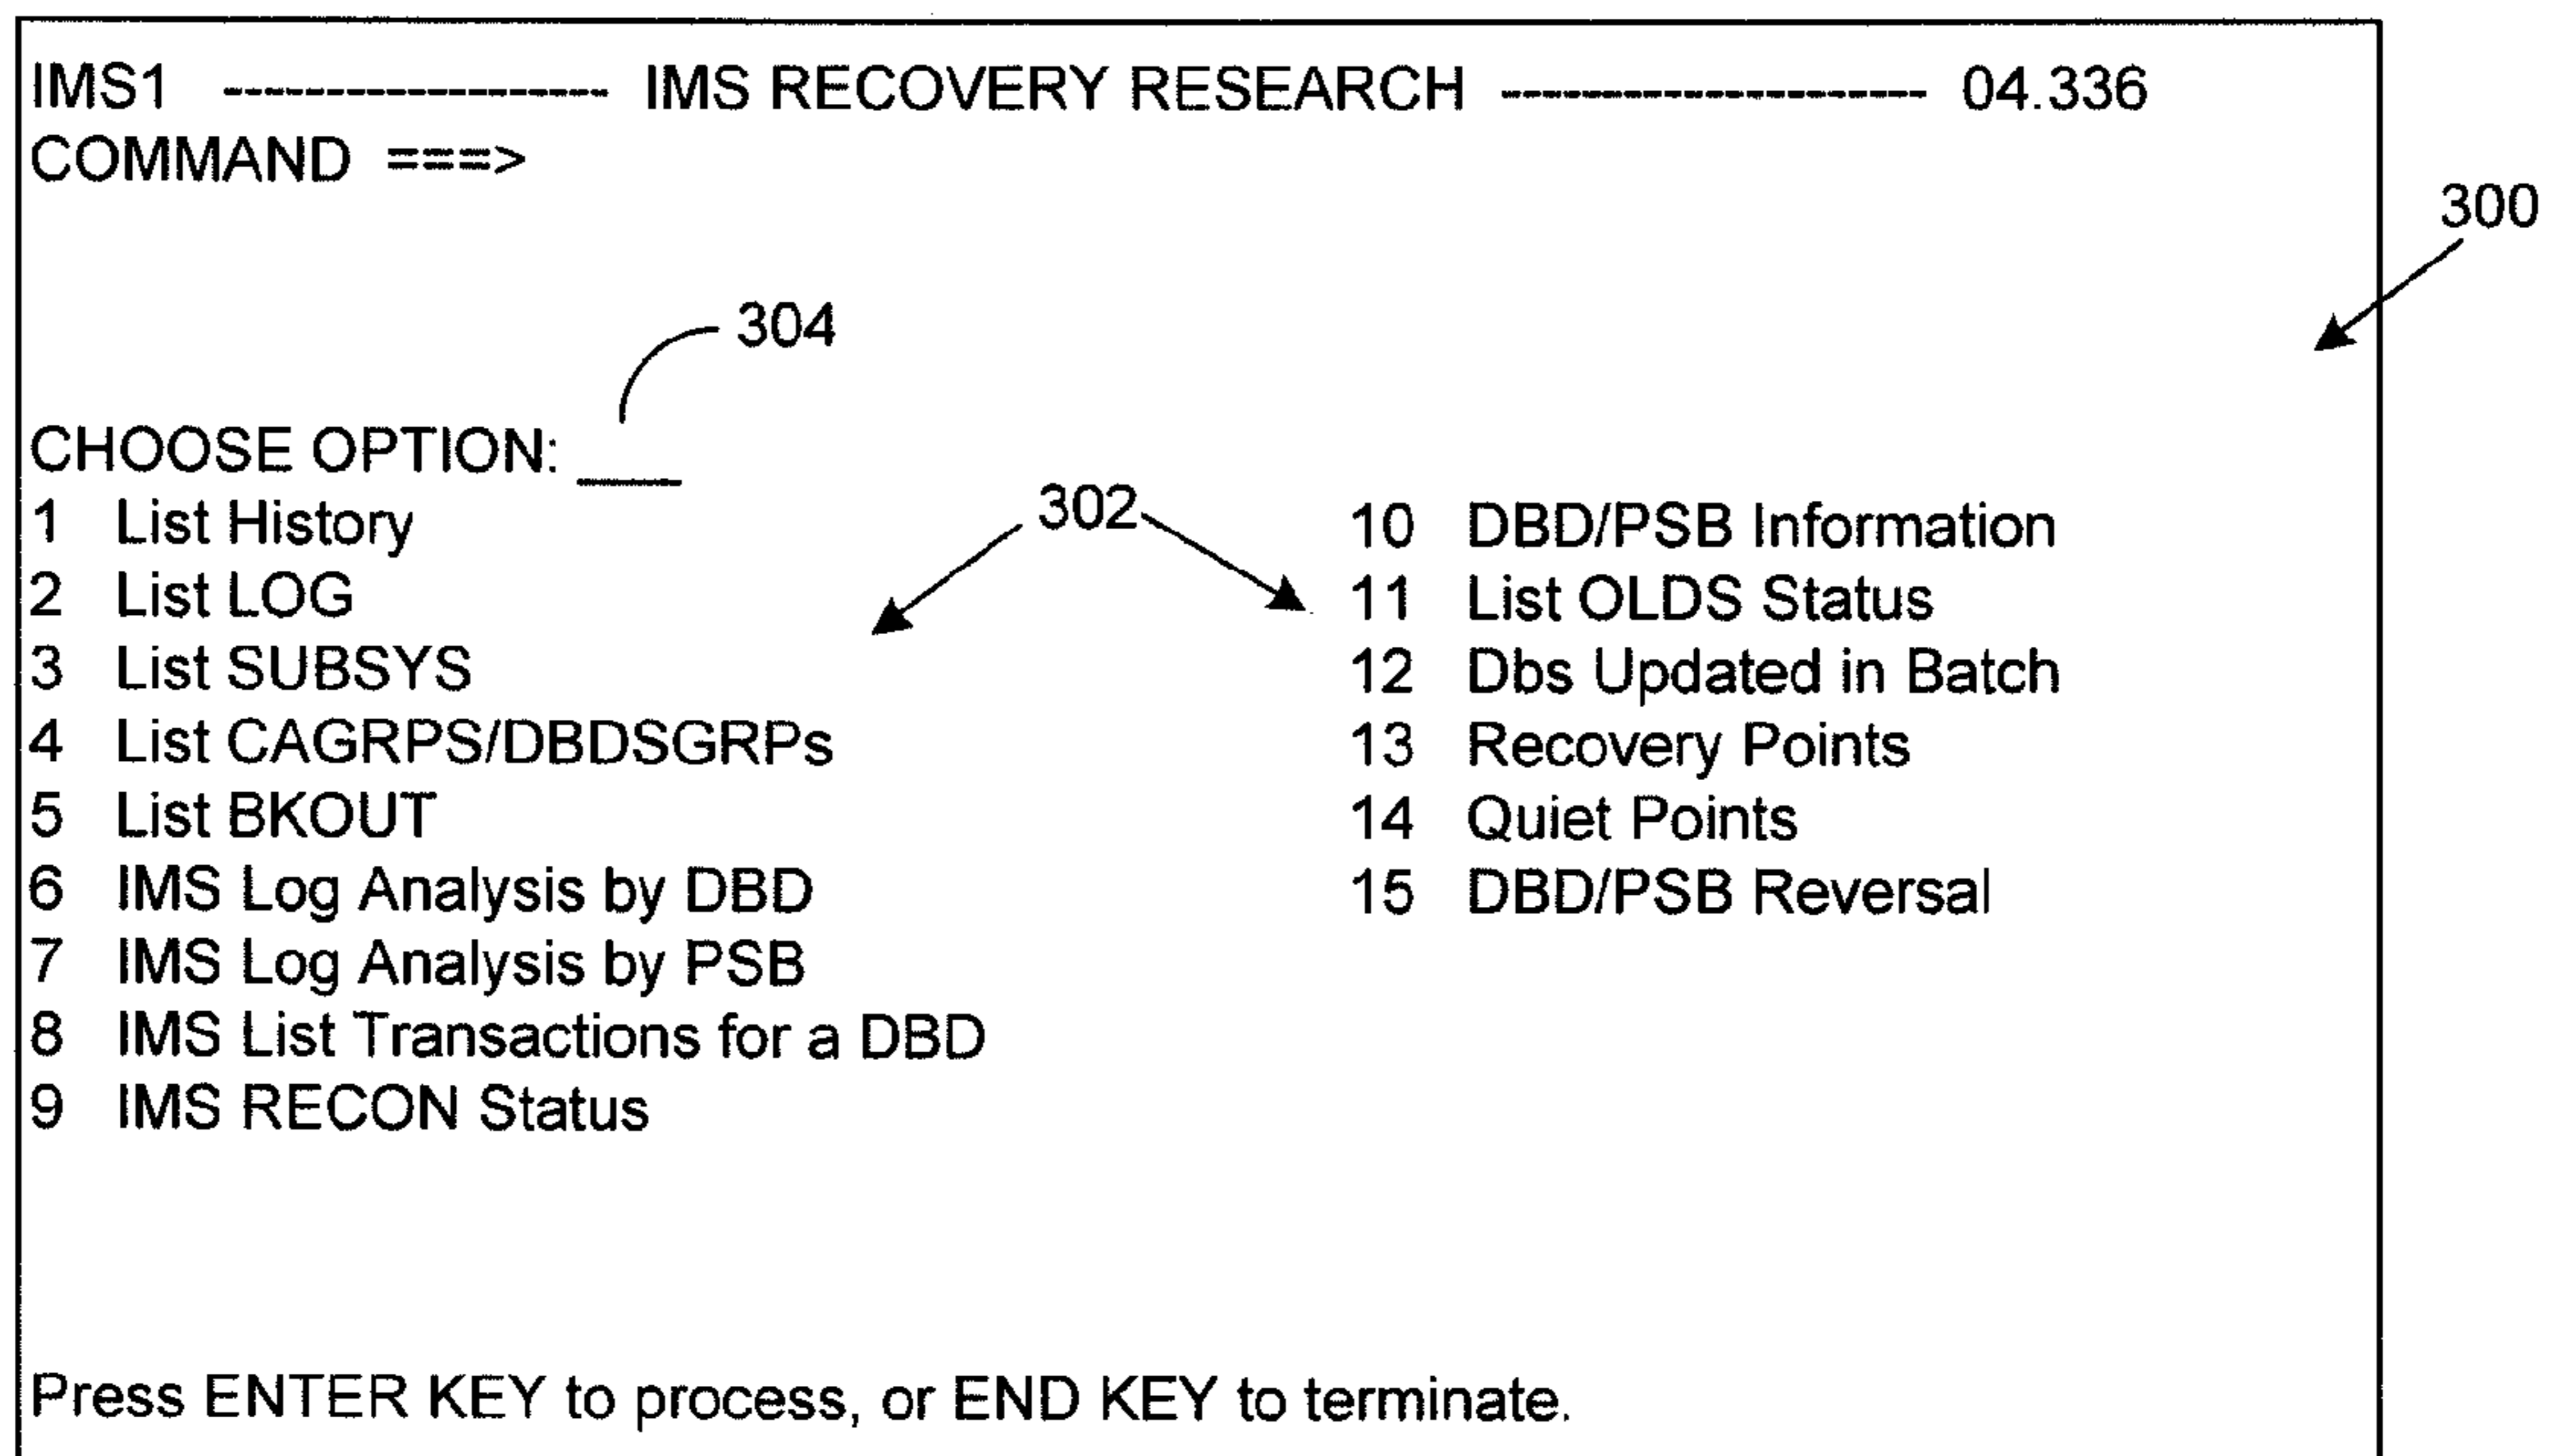 IMS1 ------------------- IMS RECOVERY RESEARCH --------------------- 04.336
COMMAND ===>
300
304
CHOOSE OPTION: ____
302
1 List History
2 List LOG
3 List SUBSYS
4 List CAGRPS/DBDSGRPs
5 List BKOUT
6 IMS Log Analysis by DBD
7 IMS Log Analysis by PSB
8 IMS List Transactions for a DBD
9 IMS RECON Status
10 DBD/PSB Information
11 List OLDS Status
12 Dbs Updated in Batch
13 Recovery Points
14 Quiet Points
15 DBD/PSB Reversal
Press ENTER KEY to process, or END KEY to terminate.